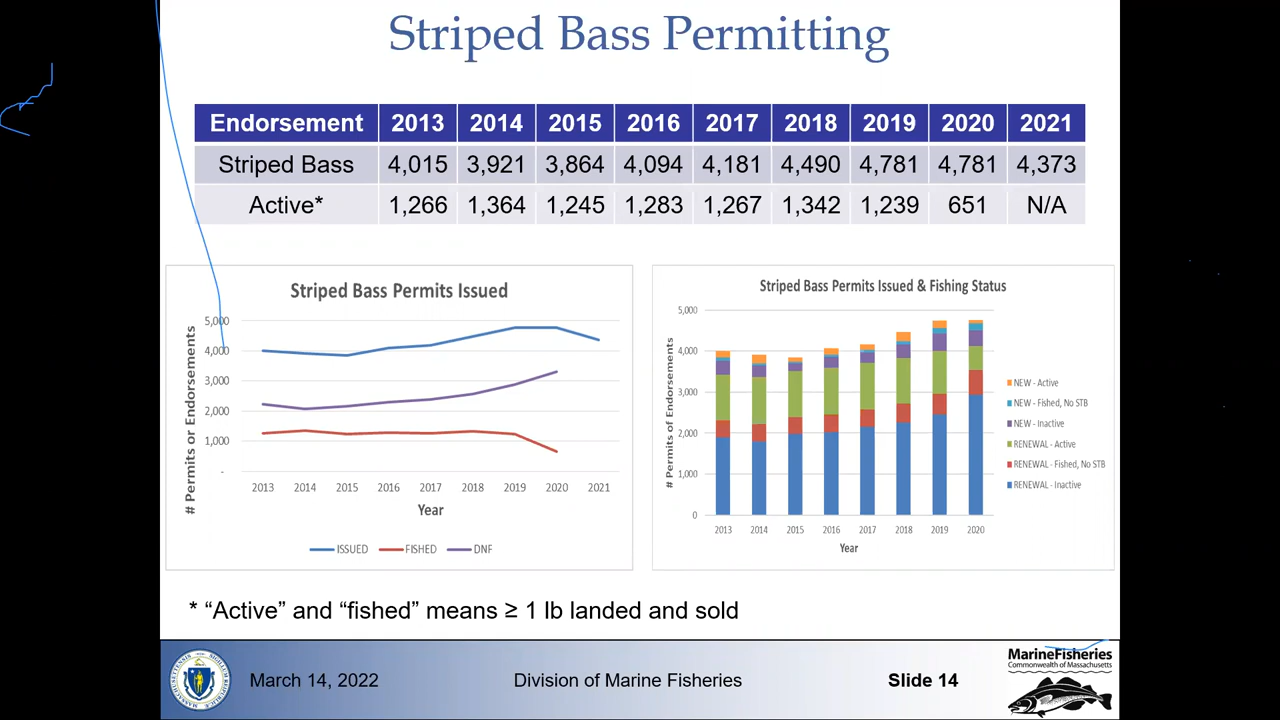 Striped Bass Permitting
Endorsement 2013 2014 2015 2016 2017 2018 2019 2020 2021
Striped Bass 4,015 3,921 3,864 4,094 4,181 4,490 4,781 4,781 4,373
Active* 1,266 1,364 1,245 1,283 1,267 1,342 1,239 651 N/A
Striped Bass Permits Issued
# Permits or Endorsements
5,000
4,000
3,000
2,000
1,000
-
2013 2014 2015 2016 2017 2018 2019 2020 2021
Year
ISSUED FISHED DNF
Striped Bass Permits Issued & Fishing Status
# Permits of Endorsements
5,000
4,000
3,000
2,000
1,000
0
2013 2014 2015 2016 2017 2018 2019 2020
Year
NEW - Active
NEW - Fished, No STB
NEW - Inactive
RENEWAL - Active
RENEWAL - Fished, No STB
RENEWAL - Inactive
* “Active” and “fished” means ≥ 1 lb landed and sold
March 14, 2022 Division of Marine Fisheries Slide 14
MarineFisheries
Commonwealth of Massachusetts